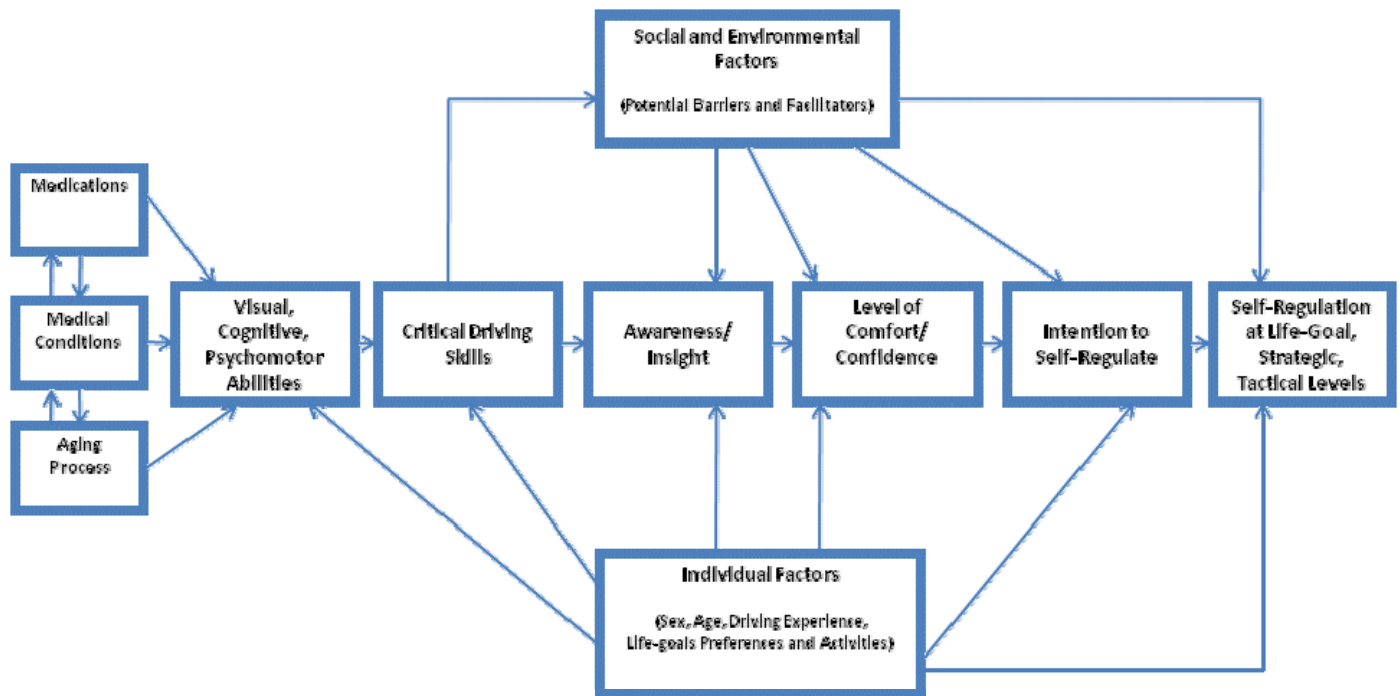 Social and Environmental
Factors
(Potential Barriers and Facilitators)
Medications
Medical
Conditions
Aging
Process
Visual,
Cognitive,
Psychomotor
Abilities
Critical Driving
Skills
Awareness/
Insight
Level of
Comfort/
Confidence
Intention to
Self-Regulate
Self-Regulation
at Life-Goal,
Strategic,
Tactical Levels
Individual Factors
(Sex, Age, Driving Experience,
Life-goals Preferences and Activities)